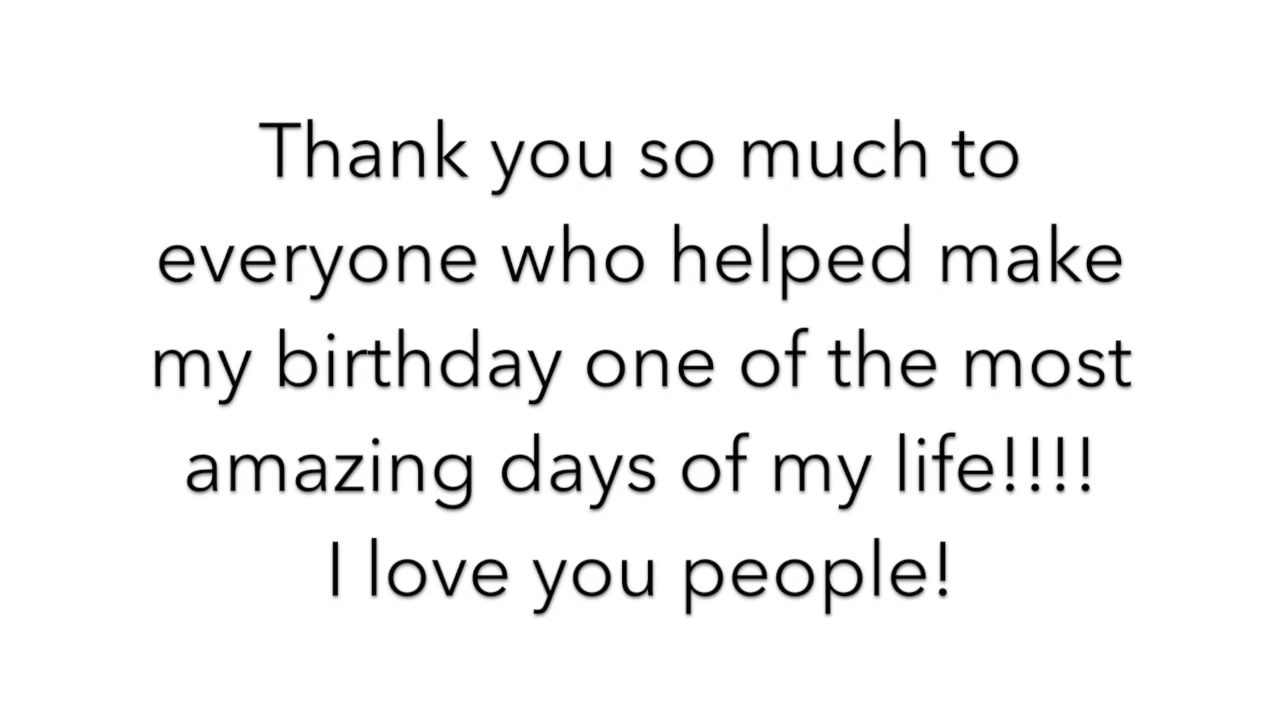 Thank you so much to
everyone who helped make
my birthday one of the most
amazing days of my life!!!!
I love you people!